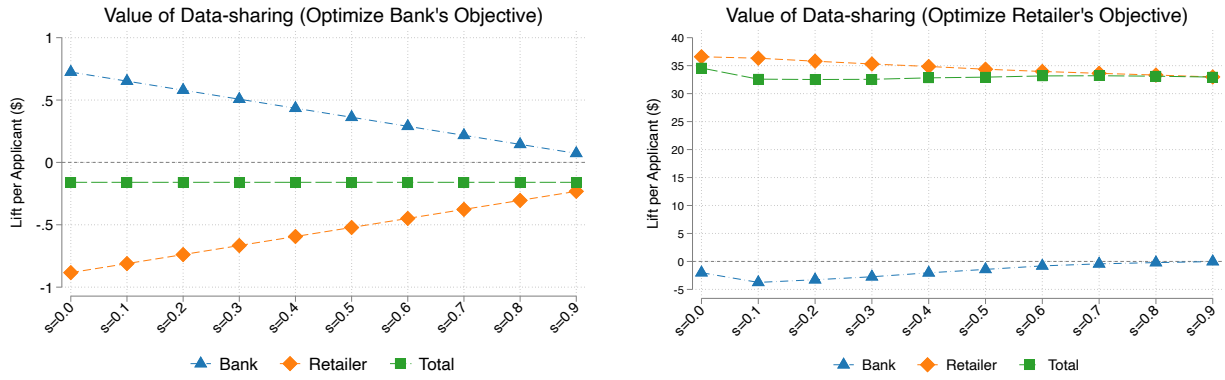 Value of Data-sharing (Optimize Bank's Objective)
Lift per Applicant ($)
1
.5
0
-.5
-1
s=0.0
s=0.1
s=0.2
s=0.3
s=0.4
s=0.5
s=0.6
s=0.7
s=0.8
s=0.9
Bank Retailer Total
Value of Data-sharing (Optimize Retailer's Objective)
Lift per Applicant ($)
40
35
30
25
20
15
10
5
0
-5
s=0.0
s=0.1
s=0.2
s=0.3
s=0.4
s=0.5
s=0.6
s=0.7
s=0.8
s=0.9
Bank Retailer Total